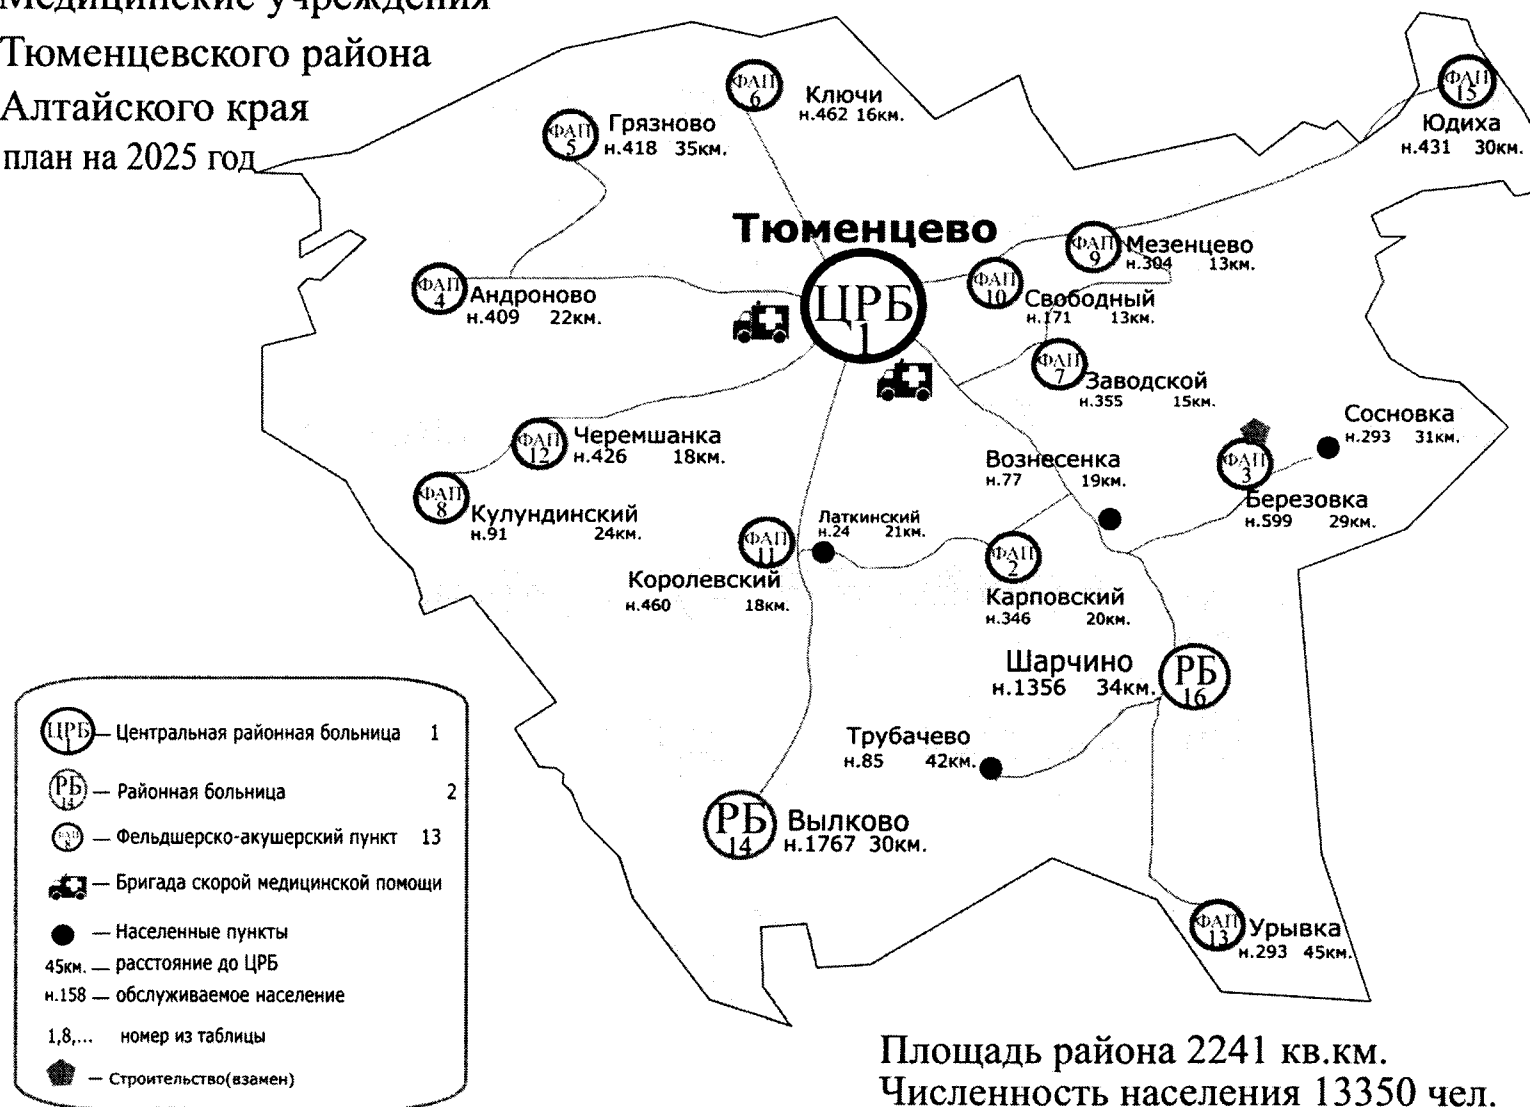 Медицинские учреждения
Тюменцевского района
Алтайского края
план на 2025 год
ФАП
6
Ключи
н.462 16км.
ФАП
5
Грязново
н.418 35км.
ФАП
15
Юдиха
н.431 30км.
Тюменцево
ЦРБ
1
ФАП
9
Мезенцево
н.304 13км.
ФАП
10
Свободный
н.171 13км.
ФАП
4
Андроново
н.409 22км.
ФАП
7
Заводской
н.355 15км.
Сосновка
н.293 31км.
ФАП
12
Черемшанка
н.426 18км.
Вознесенка
н.77 19км.
ФАП
3
Березовка
н.599 29км.
ФАП
8
Кулундинский
н.91 24км.
Латкинский
н.24 21км.
ФАП
11
Королевский
н.460 18км.
ФАП
2
Карповский
н.346 20км.
Шарчино
н.1356 34км.
РБ
16
Трубачево
н.85 42км.
РБ
14
Вылково
н.1767 30км.
ФАП
13
Урывка
н.293 45км.
ЦРБ
1
— Центральная районная больница 1
РБ
14
— Районная больница 2
ФАП
8
— Фельдшерско-акушерский пункт 13
— Бригада скорой медицинской помощи
— Населенные пункты
45км. — расстояние до ЦРБ
н.158 — обслуживаемое население
1,8,... номер из таблицы
— Строительство(взамен)
Площадь района 2241 кв.км.
Численность населения 13350 чел.